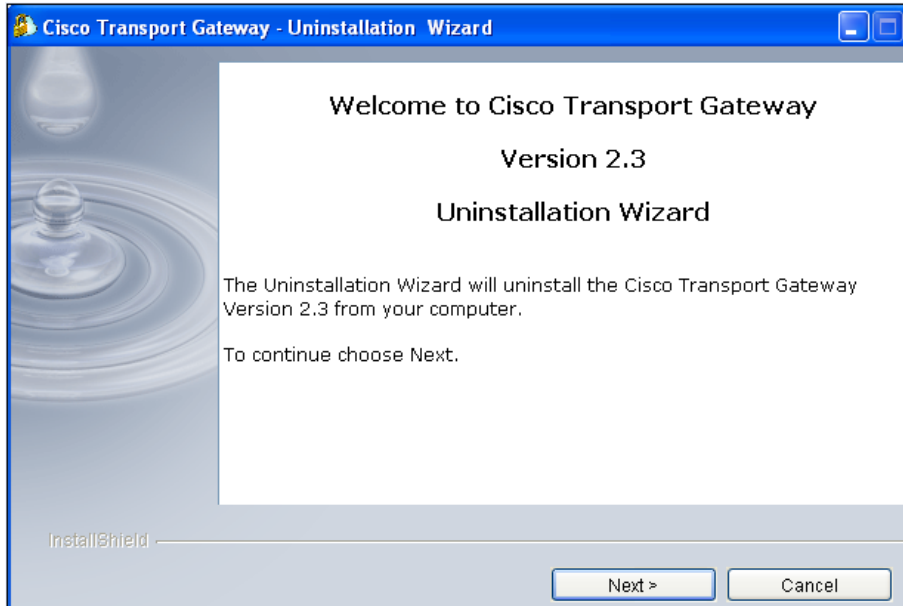 Cisco Transport Gateway - Uninstallation Wizard
Welcome to Cisco Transport Gateway
Version 2.3
Uninstallation Wizard
The Uninstallation Wizard will uninstall the Cisco Transport Gateway
Version 2.3 from your computer.
To continue choose Next.
InstallShield
Next >
Cancel